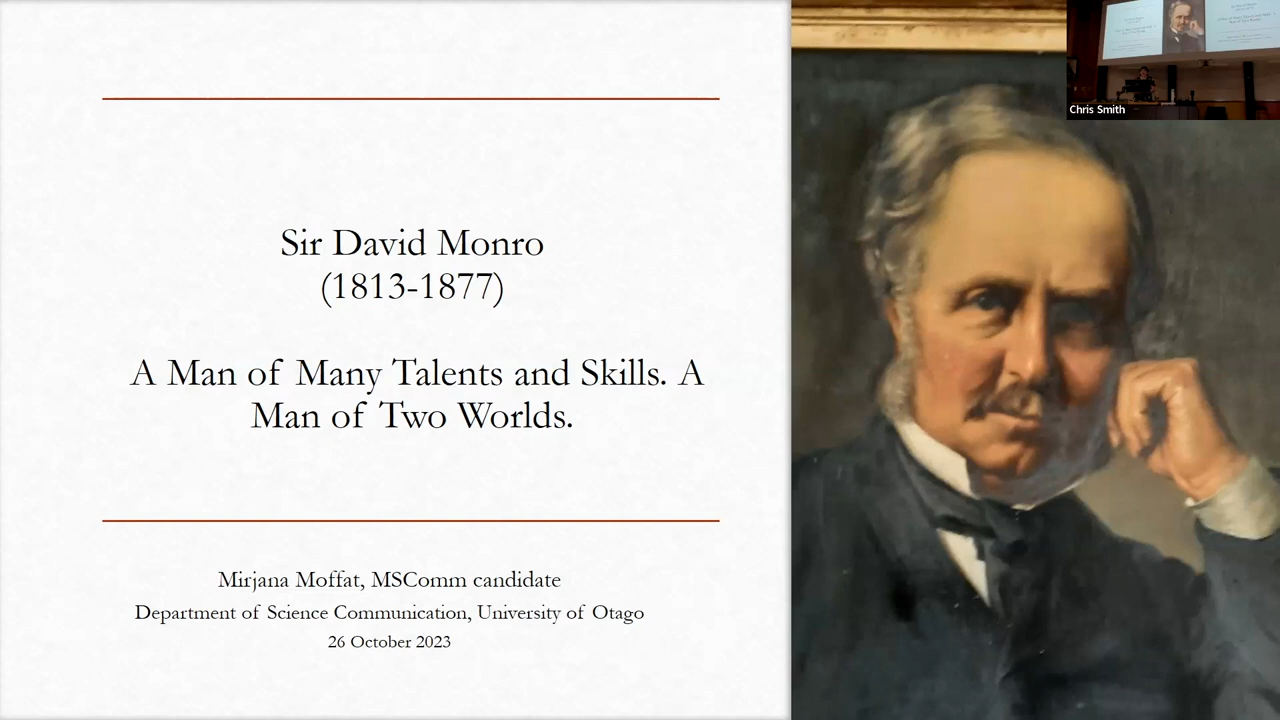 Sir David Monro
(1813-1877)
A Man of Many Talents and Skills. A
Man of Two Worlds.
Mirjana Moffat, MSComm candidate
Department of Science Communication, University of Otago
26 October 2023
Chris Smith